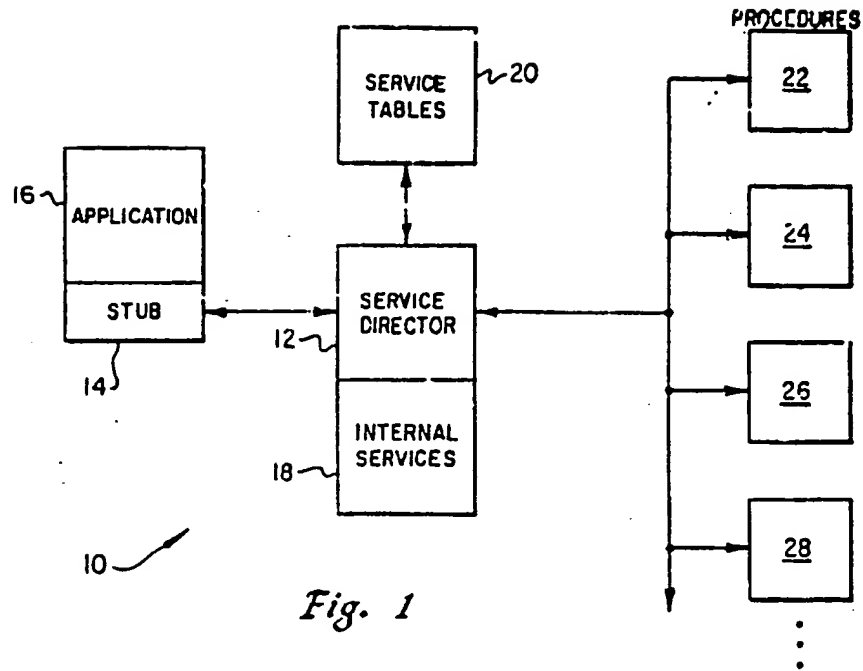 PROCEDURES
22
SERVICE
TABLES
20
16
APPLICATION
24
STUB
SERVICE
DIRECTOR
12
14
26
INTERNAL
SERVICES
18
28
10
Fig. 1